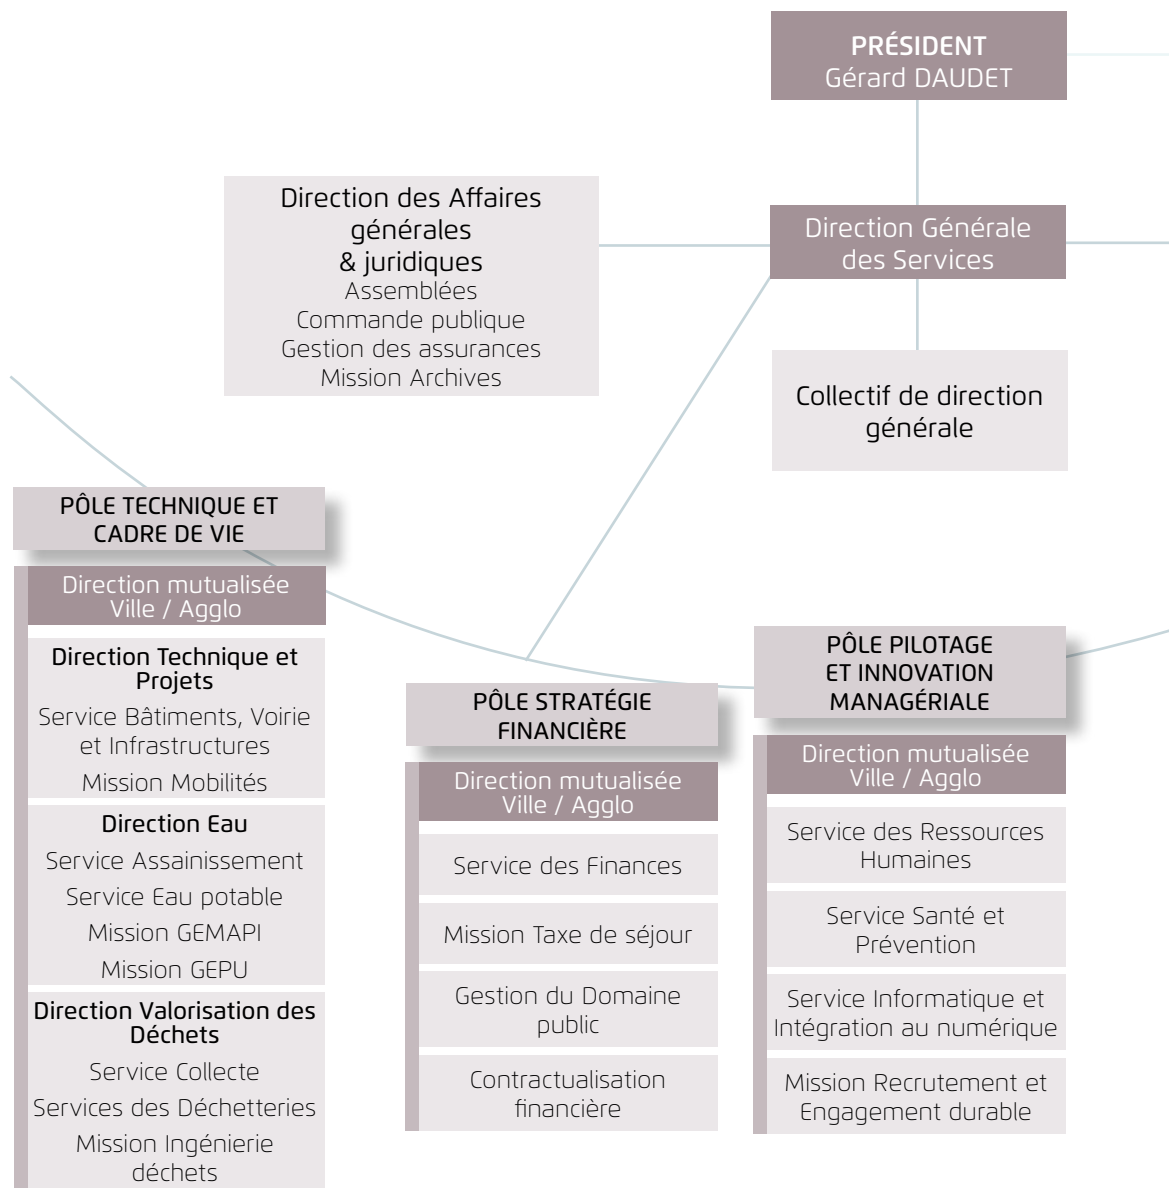 PRÉSIDENT
Gérard DAUDET
Direction des Affaires
générales
& juridiques
Assemblées
Commande publique
Gestion des assurances
Mission Archives
Direction Générale
des Services
Collectif de direction
générale
PÔLE TECHNIQUE ET
CADRE DE VIE
Direction mutualisée
Ville / Agglo
Direction Technique et
Projets
Service Bâtiments, Voirie
et Infrastructures
Mission Mobilités
Direction Eau
Service Assainissement
Service Eau potable
Mission GEMAPI
Mission GEPU
Direction Valorisation des
Déchets
Service Collecte
Services des Déchetteries
Mission Ingénierie
déchets
PÔLE STRATÉGIE
FINANCIÈRE
Direction mutualisée
Ville / Agglo
Service des Finances
Mission Taxe de séjour
Gestion du Domaine
public
Contractualisation
financière
PÔLE PILOTAGE
ET INNOVATION
MANAGÉRIALE
Direction mutualisée
Ville / Agglo
Service des Ressources
Humaines
Service Santé et
Prévention
Service Informatique et
Intégration au numérique
Mission Recrutement et
Engagement durable